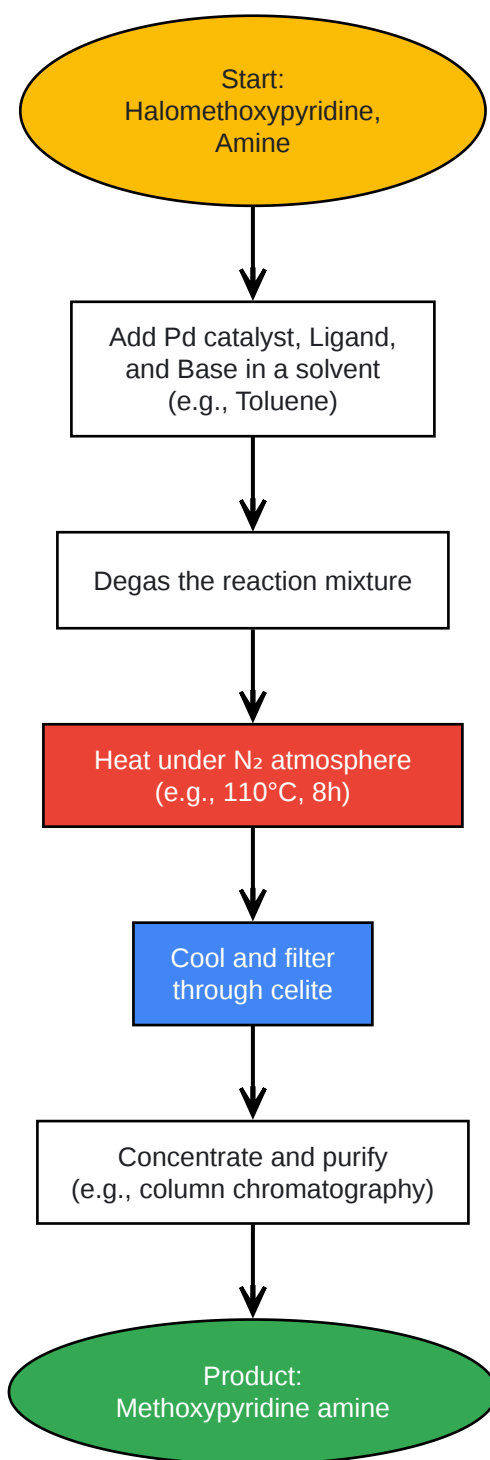 Start:
Halomethoxypyridine,
Amine
Add Pd catalyst, Ligand,
and Base in a solvent
(e.g., Toluene)
Degas the reaction mixture
Heat under N₂ atmosphere
(e.g., 110°C, 8h)
Cool and filter
through celite
Concentrate and purify
(e.g., column chromatography)
Product:
Methoxypyridine amine